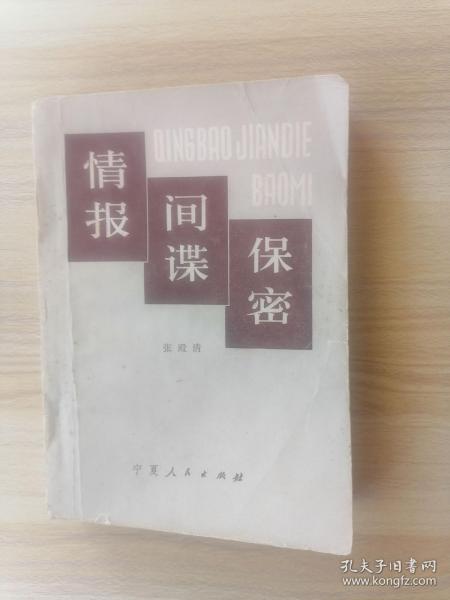 QINGBAO JIANDIE
BAOMI
情报
间谍
保密
张殿清
宁夏人民出版社
孔夫子旧书网
www.kongfz.com